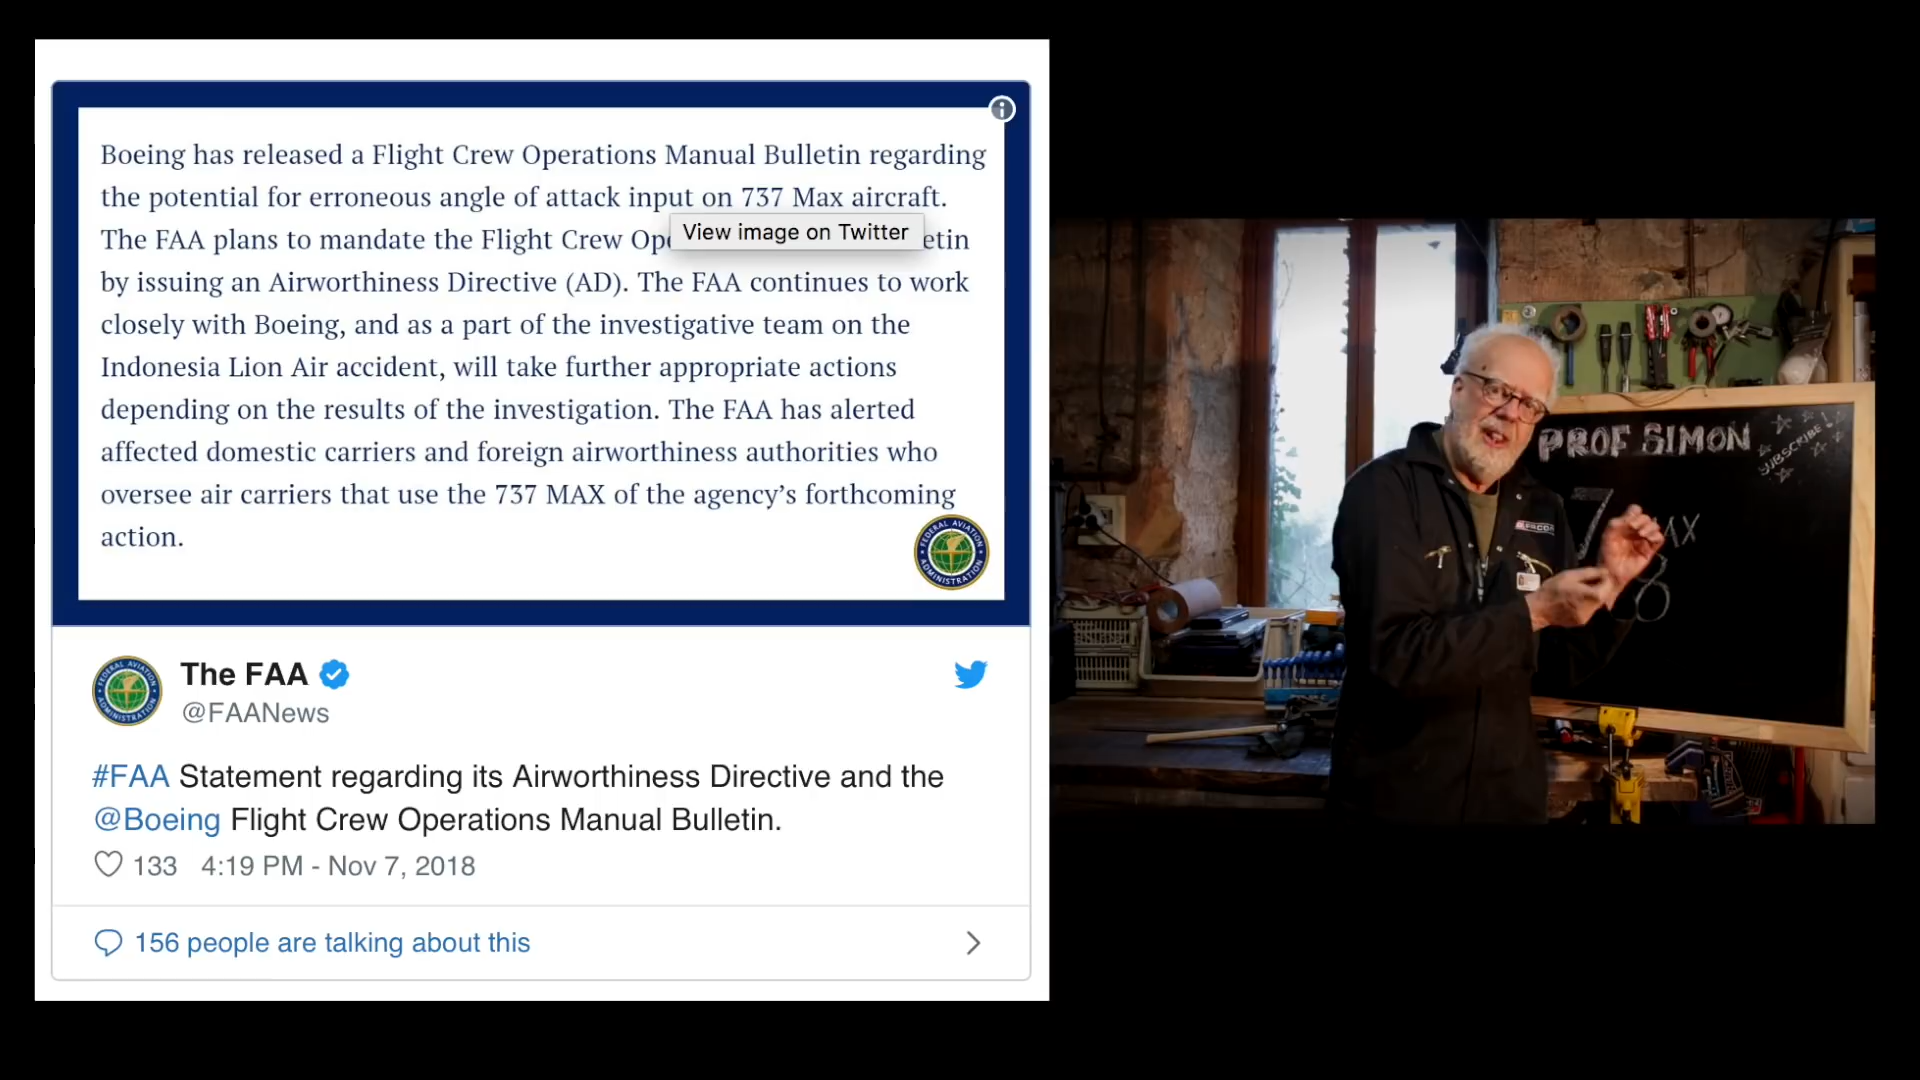 Boeing has released a Flight Crew Operations Manual Bulletin regarding
the potential for erroneous angle of attack input on 737 Max aircraft.
The FAA plans to mandate the Flight Crew Op
View image on Twitter
etin
by issuing an Airworthiness Directive (AD). The FAA continues to work
closely with Boeing, and as a part of the investigative team on the
Indonesia Lion Air accident, will take further appropriate actions
depending on the results of the investigation. The FAA has alerted
affected domestic carriers and foreign airworthiness authorities who
oversee air carriers that use the 737 MAX of the agency’s forthcoming
action.
FEDERAL AVIATION
ADMINISTRATION
The FAA
@FAANews
#FAA Statement regarding its Airworthiness Directive and the
@Boeing Flight Crew Operations Manual Bulletin.
133 4:19 PM - Nov 7, 2018
156 people are talking about this
PROF SIMON
SUBSCRIBE!
7
AX
8